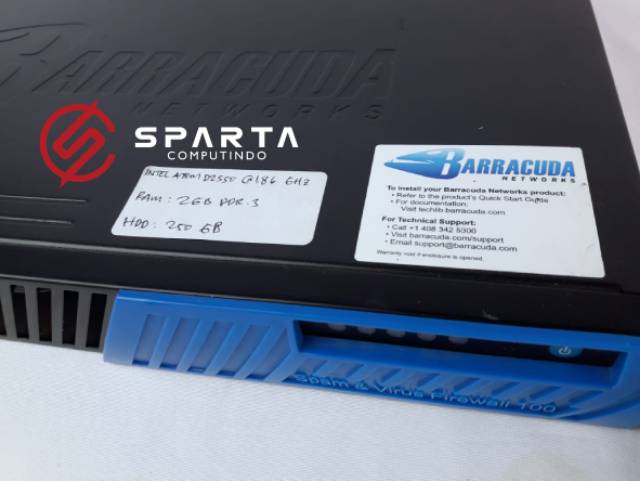 BARRACUDA
NETWORKS
SPARTA
COMPUTINDO
INTEL ATOM D2550 @1.86 GHz
RAM : 2GB DDR.3
HDD : 250 GB
BARRACUDA
NETWORKS
To install your Barracuda Networks product:
• Refer to the product's Quick Start Guide
• For documentation:
Visit techlib.barracuda.com
For Technical Support:
• Call +1 408 342 5300
• Visit barracuda.com/support
• Email support@barracuda.com
Warranty void if enclosure is opened.
Spam & Virus Firewall 100